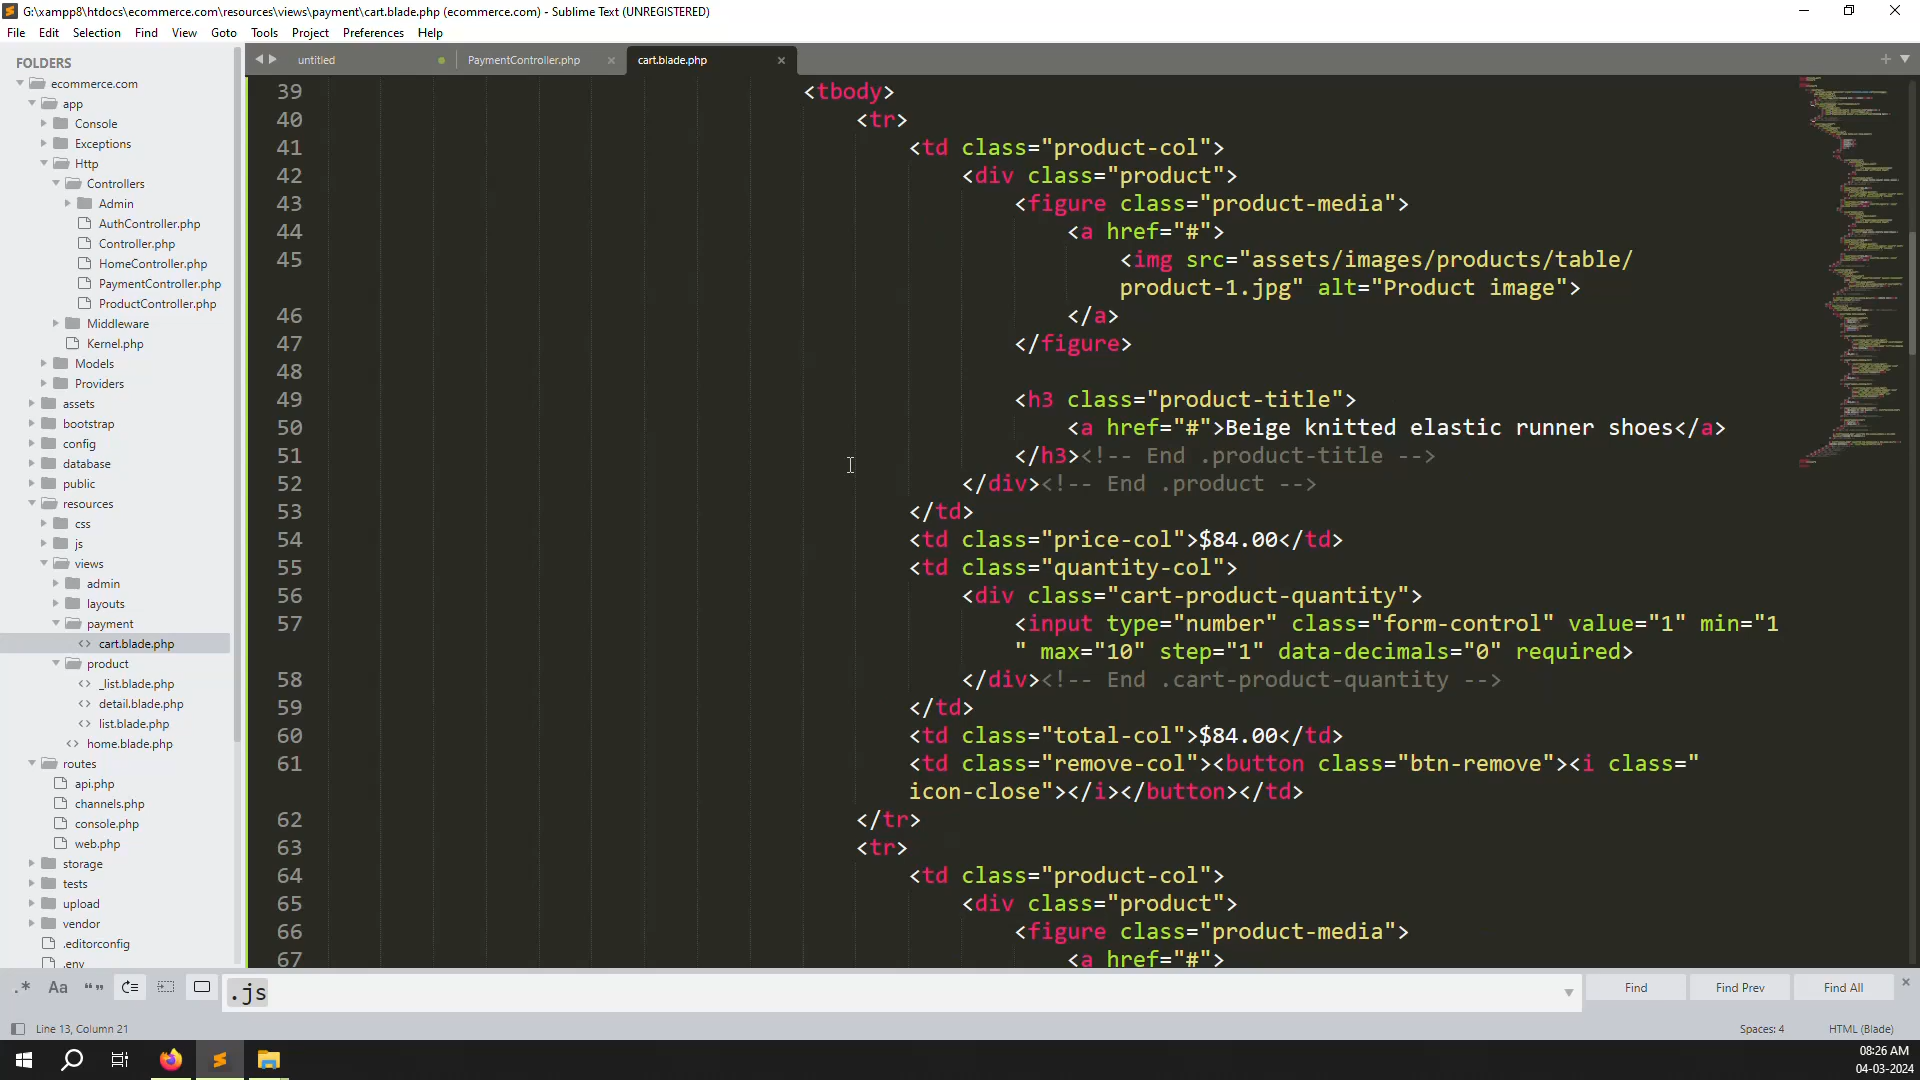 G:\xampp8\htdocs\ecommerce.com\resources\views\payment\cart.blade.php (ecommerce.com) - Sublime Text (UNREGISTERED)
File Edit Selection Find View Goto Tools Project Preferences Help
FOLDERS
ecommerce.com
app
Console
Exceptions
Http
Controllers
Admin
AuthController.php
Controller.php
HomeController.php
PaymentController.php
ProductController.php
Middleware
Kernel.php
Models
Providers
assets
bootstrap
config
database
public
resources
css
js
views
admin
layouts
payment
cart.blade.php
product
_list.blade.php
detail.blade.php
list.blade.php
home.blade.php
routes
api.php
channels.php
console.php
web.php
storage
tests
upload
vendor
.editorconfig
.env
untitled PaymentController.php cart.blade.php
39 <tbody>
40 <tr>
41 <td class="product-col">
42 <div class="product">
43 <figure class="product-media">
44 <a href="#">
45 <img src="assets/images/products/table/
product-1.jpg" alt="Product image">
46 </a>
47 </figure>
48
49 <h3 class="product-title">
50 <a href="#">Beige knitted elastic runner shoes</a>
51 </h3><!-- End .product-title -->
52 </div><!-- End .product -->
53 </td>
54 <td class="price-col">$84.00</td>
55 <td class="quantity-col">
56 <div class="cart-product-quantity">
57 <input type="number" class="form-control" value="1" min="1
" max="10" step="1" data-decimals="0" required>
58 </div><!-- End .cart-product-quantity -->
59 </td>
60 <td class="total-col">$84.00</td>
61 <td class="remove-col"><button class="btn-remove"><i class="
icon-close"></i></button></td>
62 </tr>
63 <tr>
64 <td class="product-col">
65 <div class="product">
66 <figure class="product-media">
67 <a href="#">
.* Aa “” .js Find Find Prev Find All
Line 13, Column 21 Spaces: 4 HTML (Blade)
08:26 AM
04-03-2024